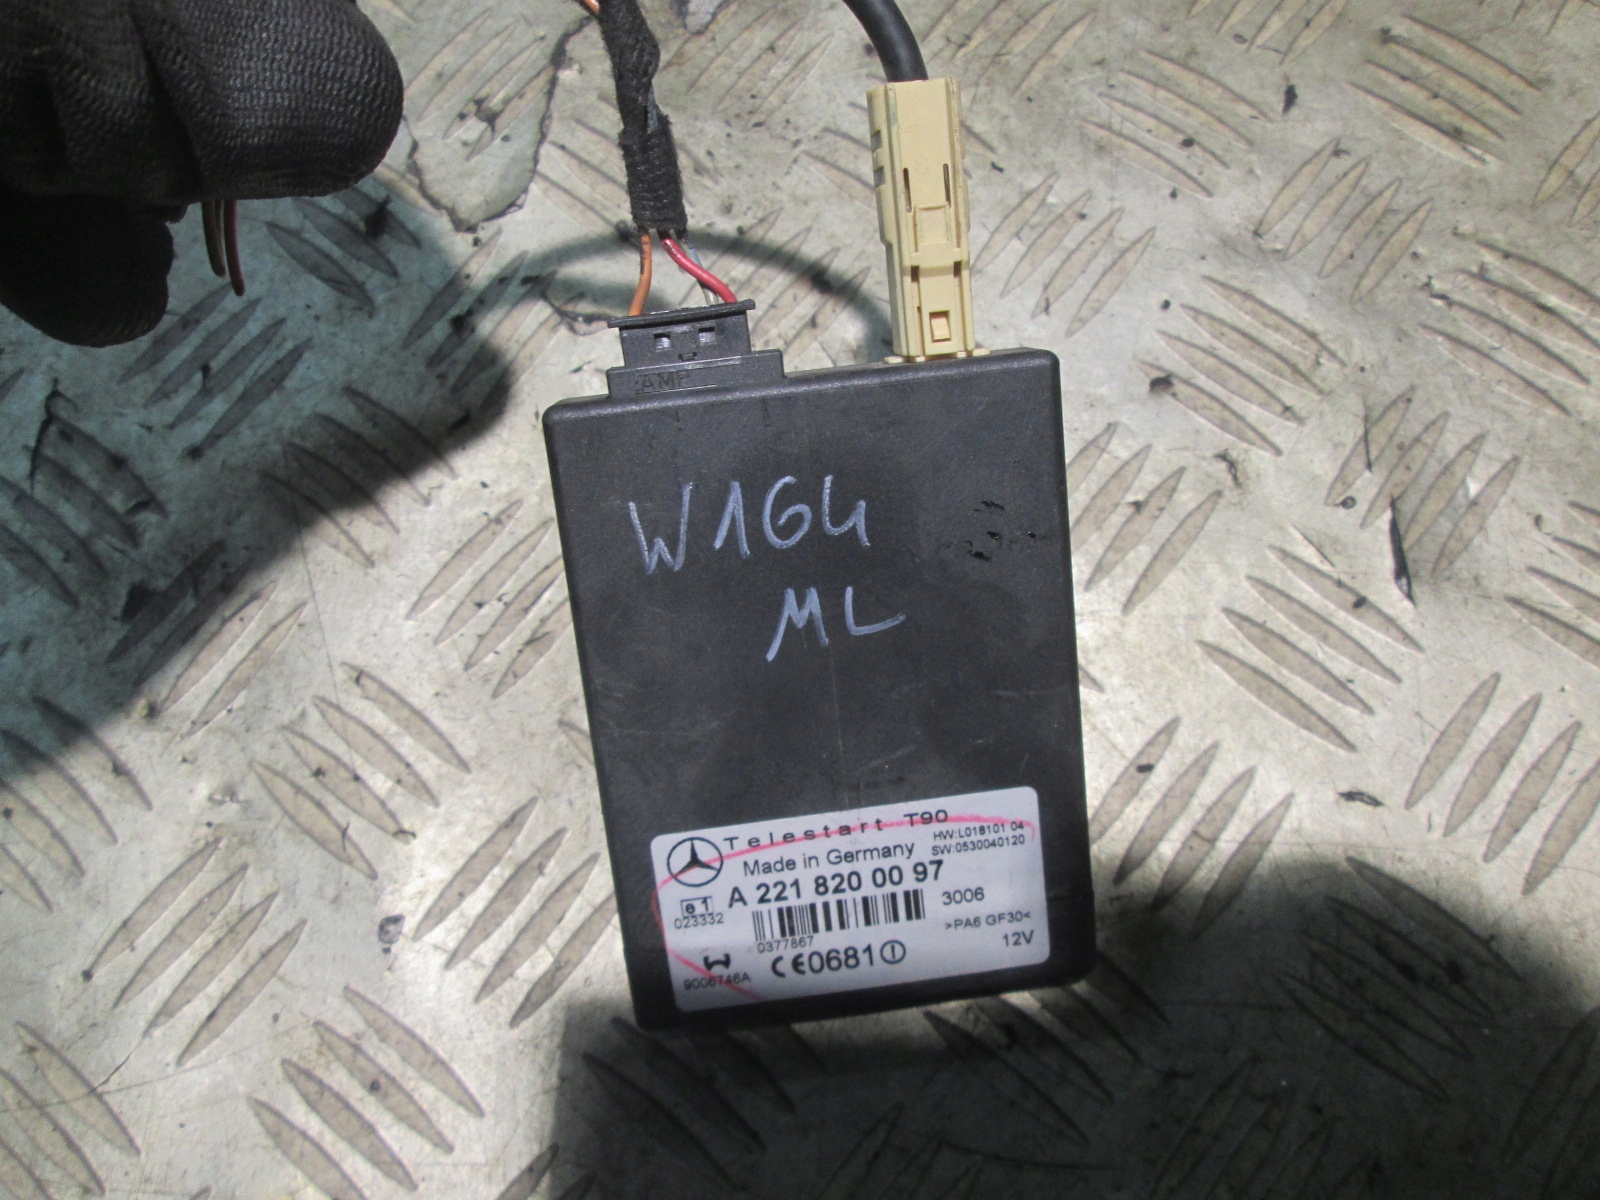 AMP
W164
ML
Telestart T90
HW:L018101 04
Made in Germany
SW:0530040120
A 221 820 00 97
e1
3006
023332
>PA6 GF30<
0377867
12V
CE0681
9006746A